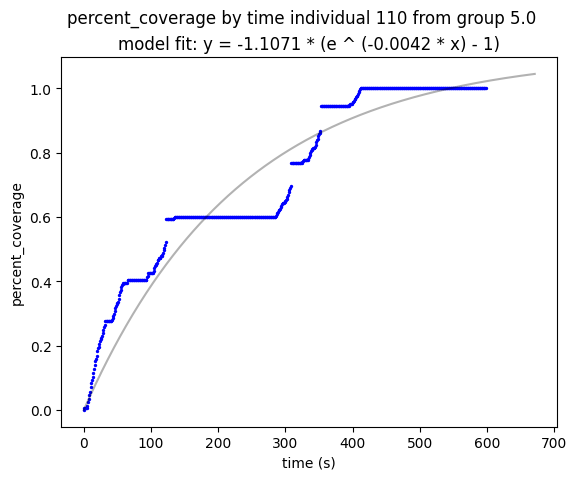 percent_coverage by time individual 110 from group 5.0
model fit: y = -1.1071 * (e ^ (-0.0042 * x) - 1)
percent_coverage
1.0
0.8
0.6
0.4
0.2
0.0
0 100 200 300 400 500 600 700
time (s)